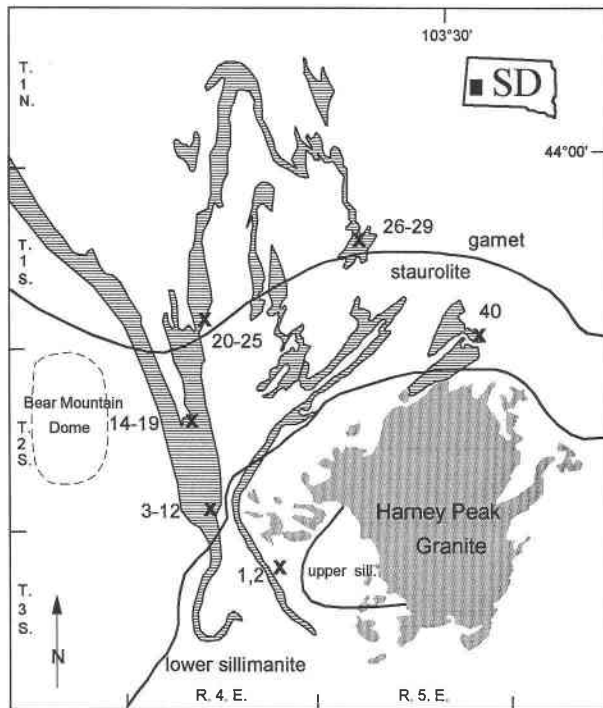 103°30'
SD
T.
1
N.
44°00'
26-29
garnet
T.
1
S.
staurolite
40
20-25
Bear Mountain
Dome
14-19
T.
2
S.
3-12
Harney Peak
Granite
1,2
upper sill.
T.
3
S.
N
lower sillimanite
R. 4. E.
R. 5. E.